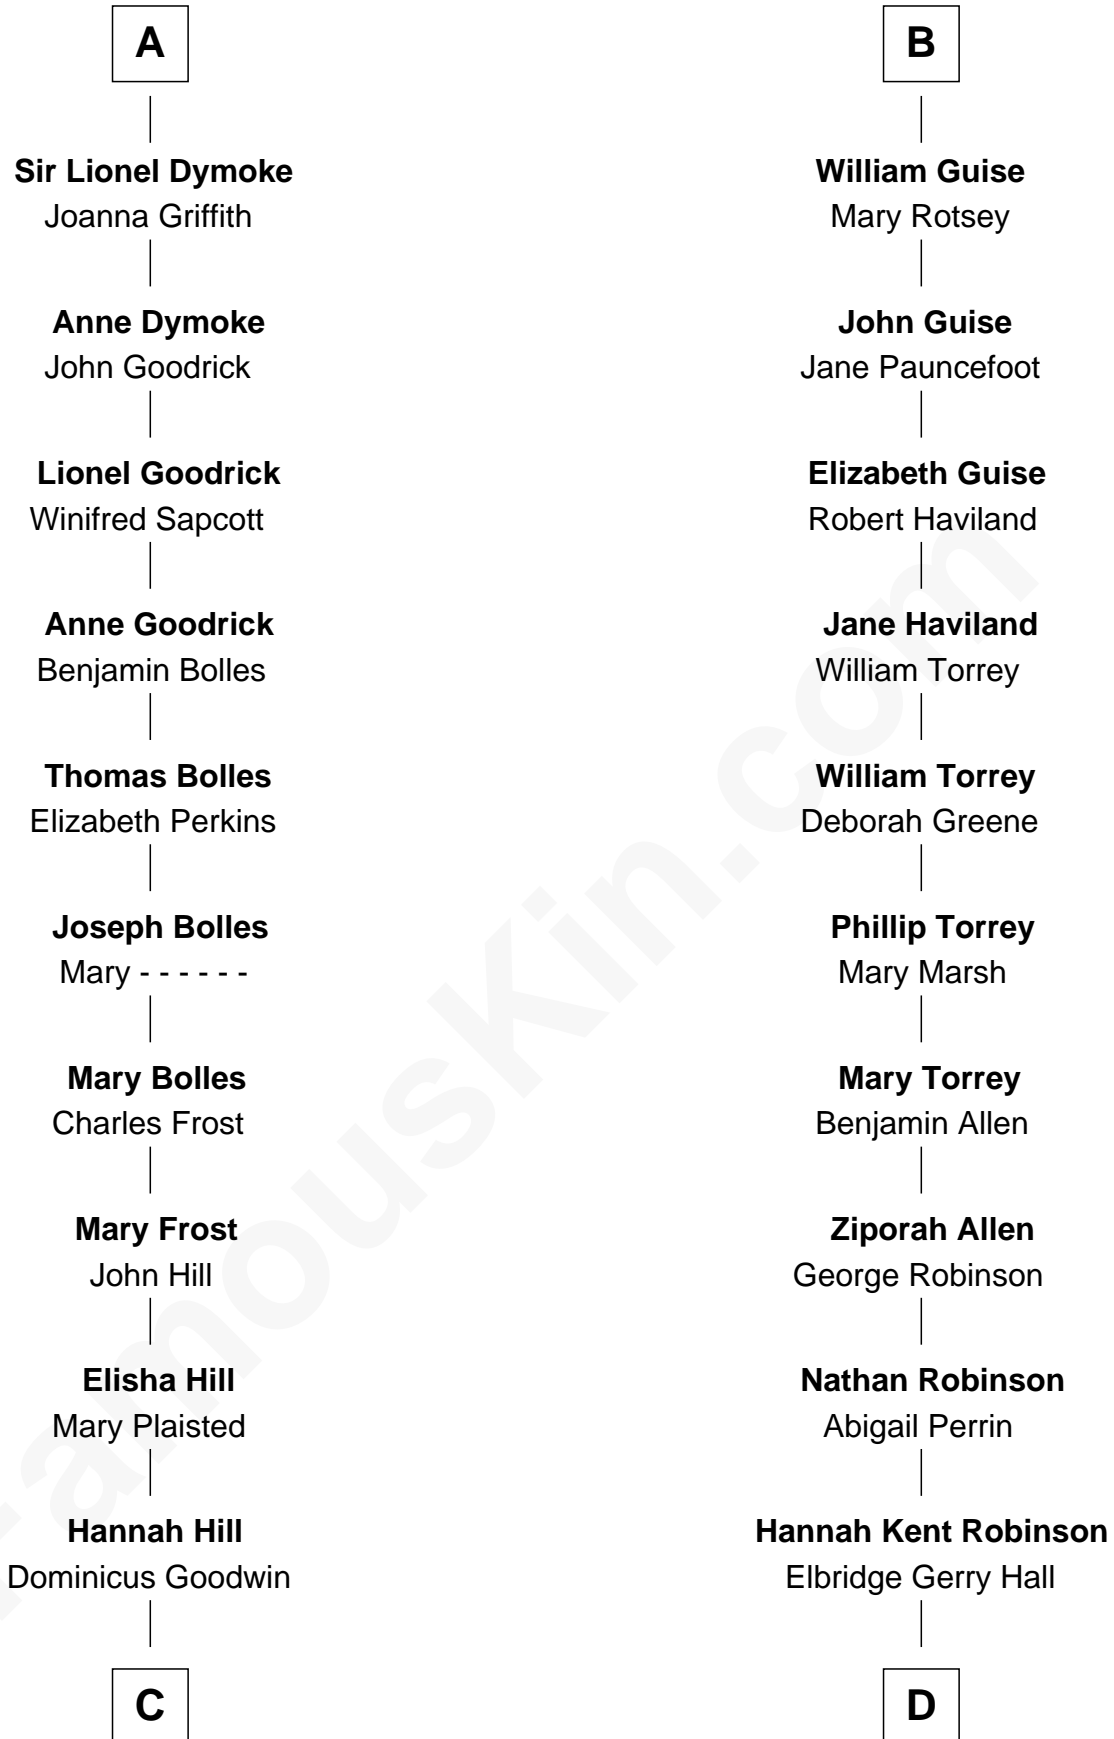 A
Sir Lionel Dymoke
Joanna Griffith
Anne Dymoke
John Goodrick
Lionel Goodrick
Winifred Sapcott
Anne Goodrick
Benjamin Bolles
Thomas Bolles
Elizabeth Perkins
Joseph Bolles
Mary - - - - - -
Mary Bolles
Charles Frost
Mary Frost
John Hill
Elisha Hill
Mary Plaisted
Hannah Hill
Dominicus Goodwin
C
B
William Guise
Mary Rotsey
John Guise
Jane Pauncefoot
Elizabeth Guise
Robert Haviland
Jane Haviland
William Torrey
William Torrey
Deborah Greene
Phillip Torrey
Mary Marsh
Mary Torrey
Benjamin Allen
Ziporah Allen
George Robinson
Nathan Robinson
Abigail Perrin
Hannah Kent Robinson
Elbridge Gerry Hall
D
FamousKin.com